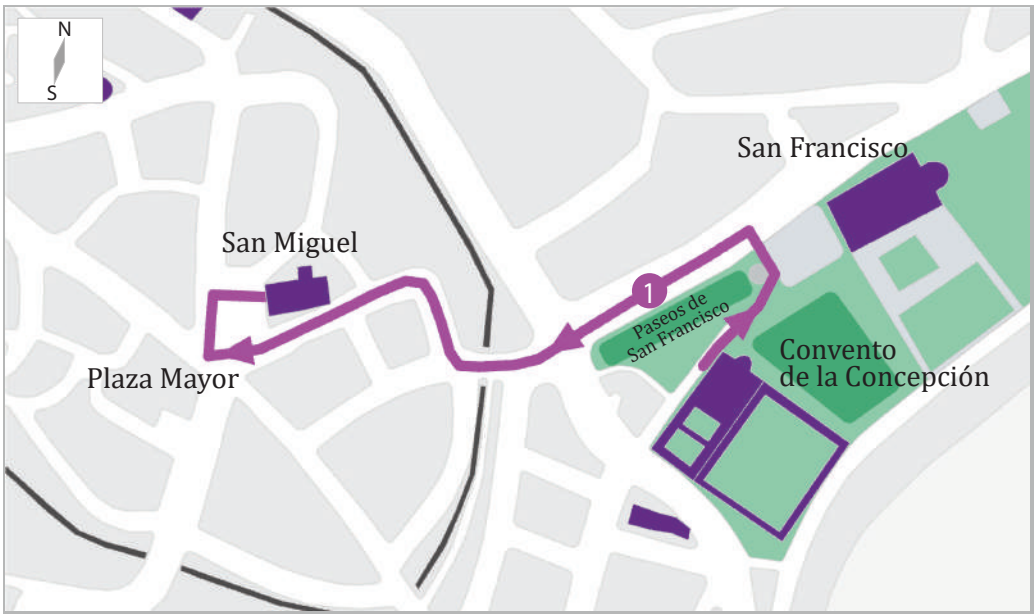 N
S
San Francisco
San Miguel
1
Paseos de
San Francisco
Plaza Mayor
Convento
de la Concepción